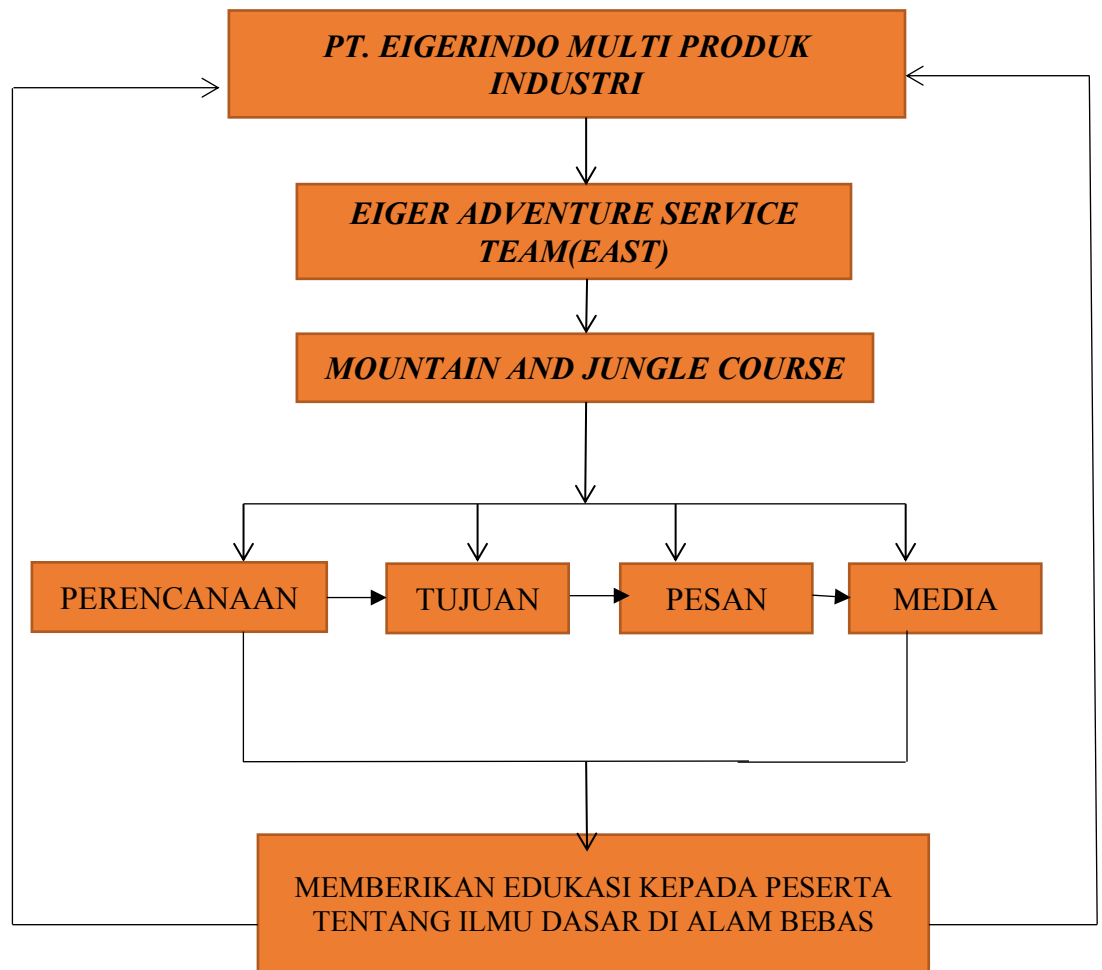 PT. EIGERINDO MULTI PRODUK
INDUSTRI
EIGER ADVENTURE SERVICE
TEAM(EAST)
MOUNTAIN AND JUNGLE COURSE
PERENCANAAN
TUJUAN
PESAN
MEDIA
MEMBERIKAN EDUKASI KEPADA PESERTA
TENTANG ILMU DASAR DI ALAM BEBAS